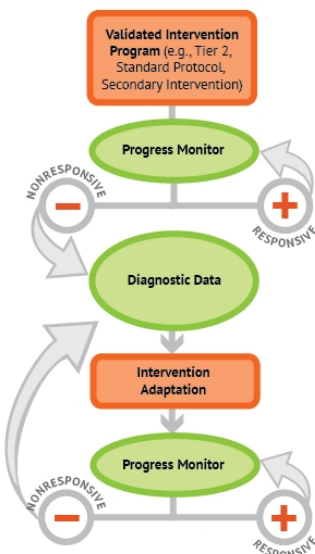 Validated Intervention
Program (e.g., Tier 2,
Standard Protocol,
Secondary Intervention)
Progress Monitor
NONRESPONSIVE
RESPONSIVE
Diagnostic Data
Intervention
Adaptation
Progress Monitor
NONRESPONSIVE
RESPONSIVE